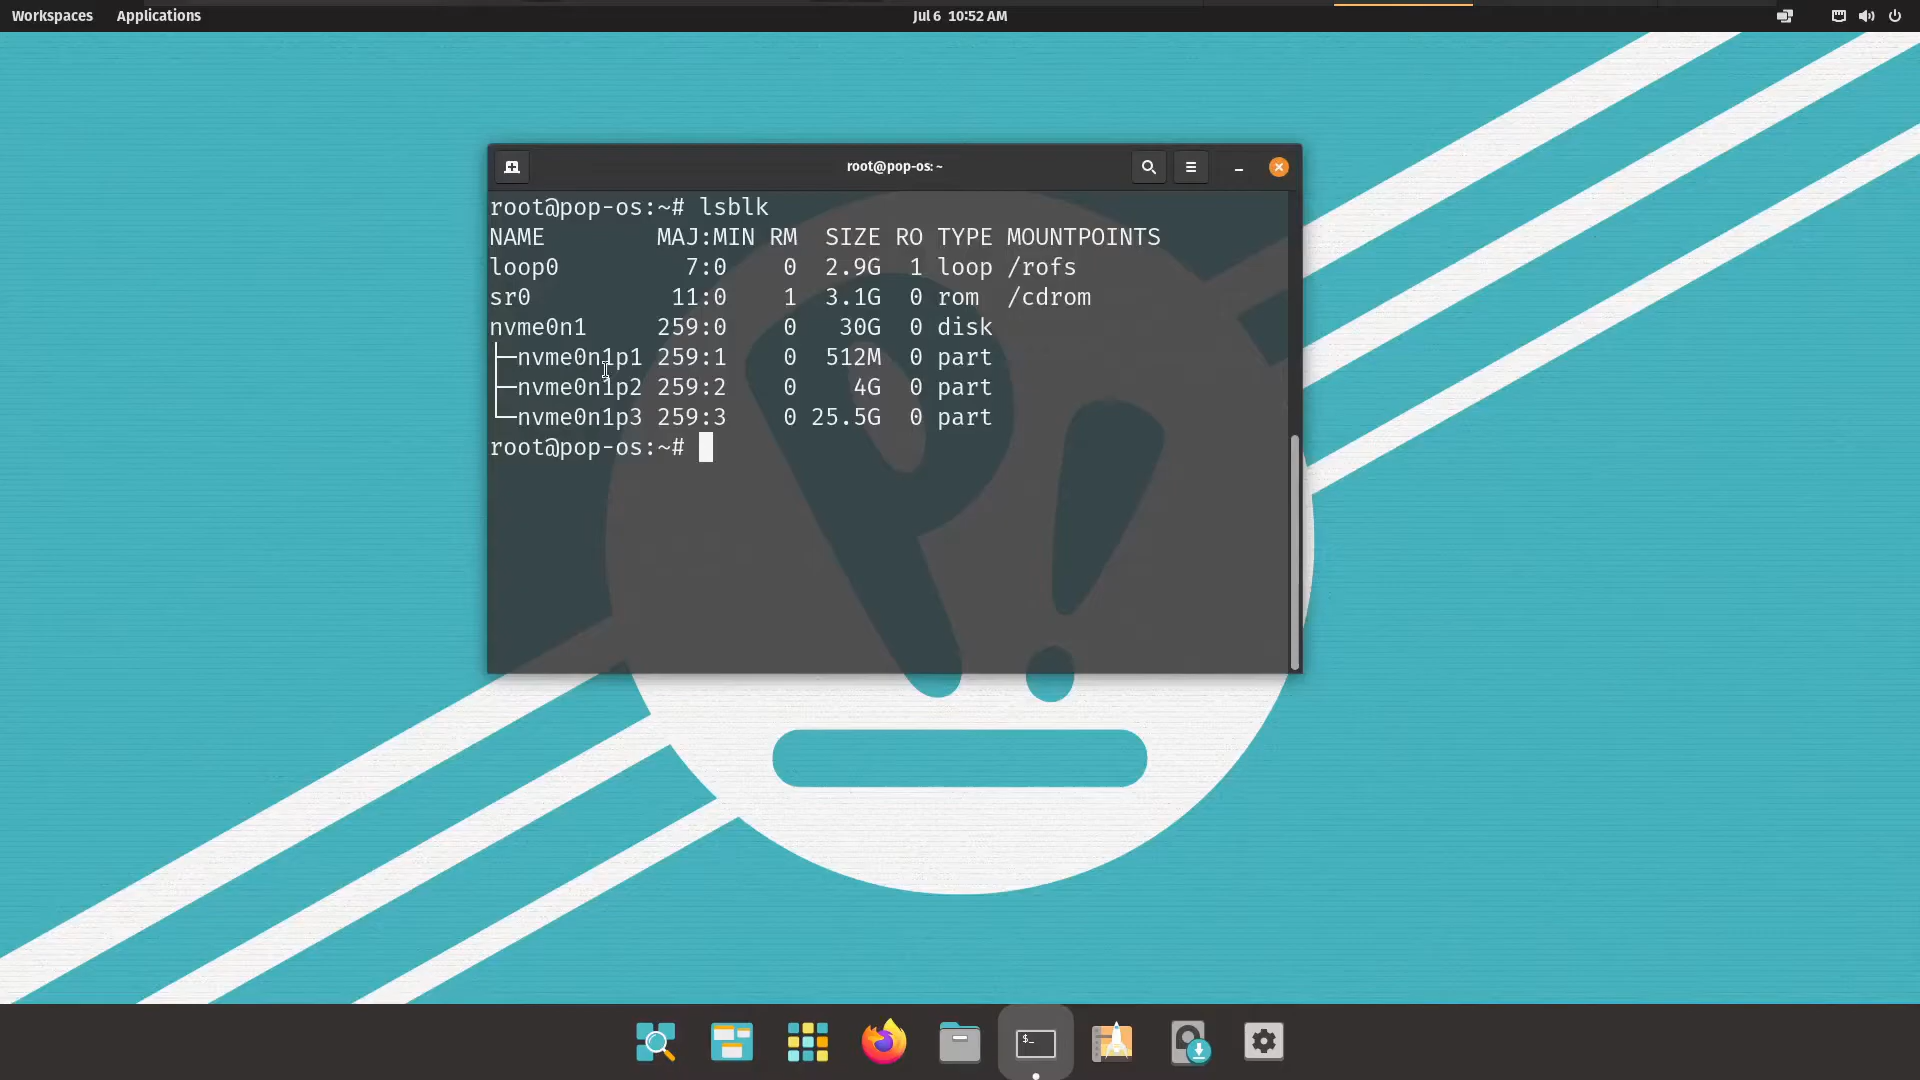 Workspaces Applications Jul 6 10:52 AM
root@pop-os: ~
root@pop-os:~# lsblk
NAME        MAJ:MIN RM  SIZE RO TYPE MOUNTPOINTS
loop0         7:0    0  2.9G  1 loop /rofs
sr0          11:0    1  3.1G  0 rom  /cdrom
nvme0n1     259:0    0   30G  0 disk
├─nvme0n1p1 259:1    0  512M  0 part
├─nvme0n1p2 259:2    0    4G  0 part
└─nvme0n1p3 259:3    0 25.5G  0 part
root@pop-os:~#